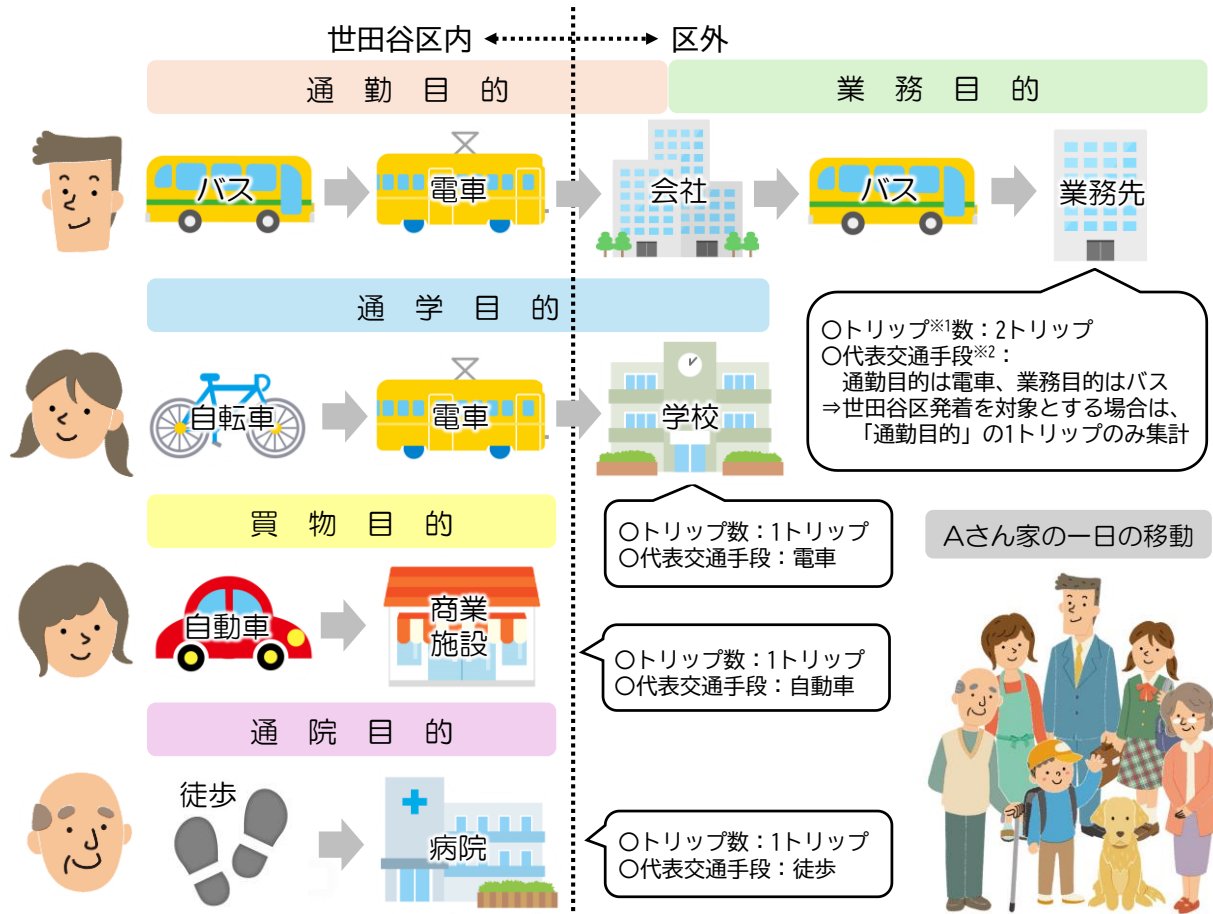 世田谷区内 区外
通勤目的 業務目的
バス 電車 会社 バス 業務先
○トリップ※1数：2トリップ
○代表交通手段※2：
通勤目的は電車、業務目的はバス
⇒世田谷区発着を対象とする場合は、
「通勤目的」の1トリップのみ集計
通学目的
自転車 電車 学校
○トリップ数：1トリップ
○代表交通手段：電車
買物目的
自動車 商業
施設
○トリップ数：1トリップ
○代表交通手段：自動車
通院目的
徒歩
病院
○トリップ数：1トリップ
○代表交通手段：徒歩
Aさん家の一日の移動